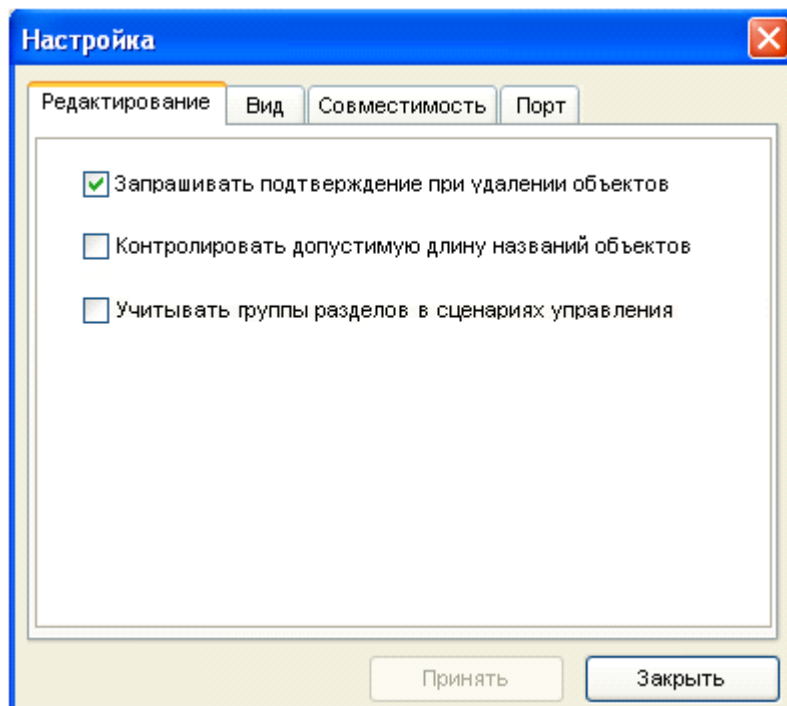 Настройка
Редактирование Вид Совместимость Порт
Запрашивать подтверждение при удалении объектов
Контролировать допустимую длину названий объектов
Учитывать группы разделов в сценариях управления
Принять Закрыть